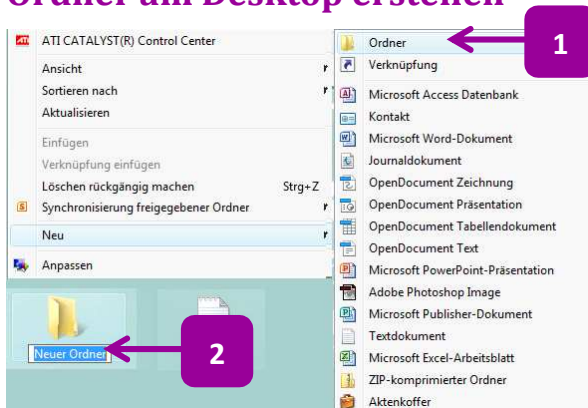 Ordner am Desktop erstellen
ATI CATALYST(R) Control Center
Ansicht
Sortieren nach
Aktualisieren
Einfügen
Verknüpfung einfügen
Löschen rückgängig machen Strg+Z
Synchronisierung freigegebener Ordner
Neu
Anpassen
Ordner
Verknüpfung
Microsoft Access Datenbank
Kontakt
Microsoft Word-Dokument
Journaldokument
OpenDocument Zeichnung
OpenDocument Präsentation
OpenDocument Tabellendokument
OpenDocument Text
Microsoft PowerPoint-Präsentation
Adobe Photoshop Image
Microsoft Publisher-Dokument
Textdokument
Microsoft Excel-Arbeitsblatt
ZIP-komprimierter Ordner
Aktenkoffer
1
Neuer Ordner
2